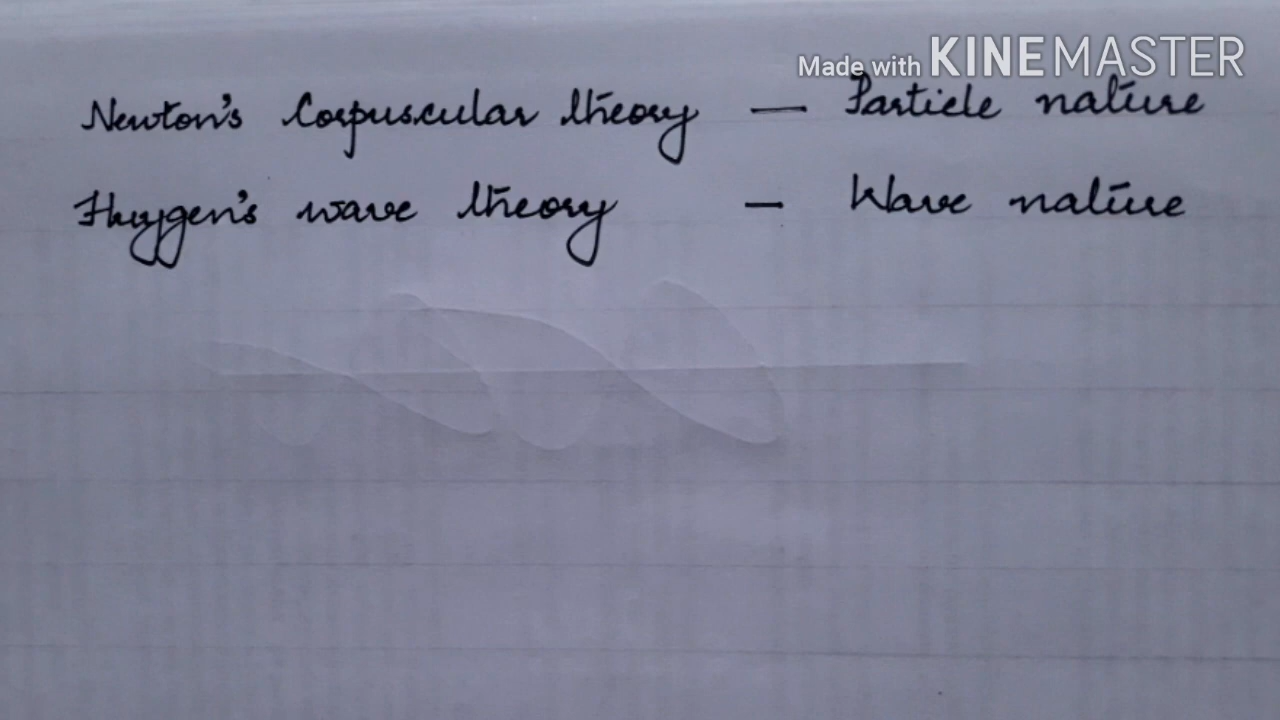 Made with KINEMASTER
Newton's Corpuscular theory — Particle nature
Huygen's wave theory — Wave nature